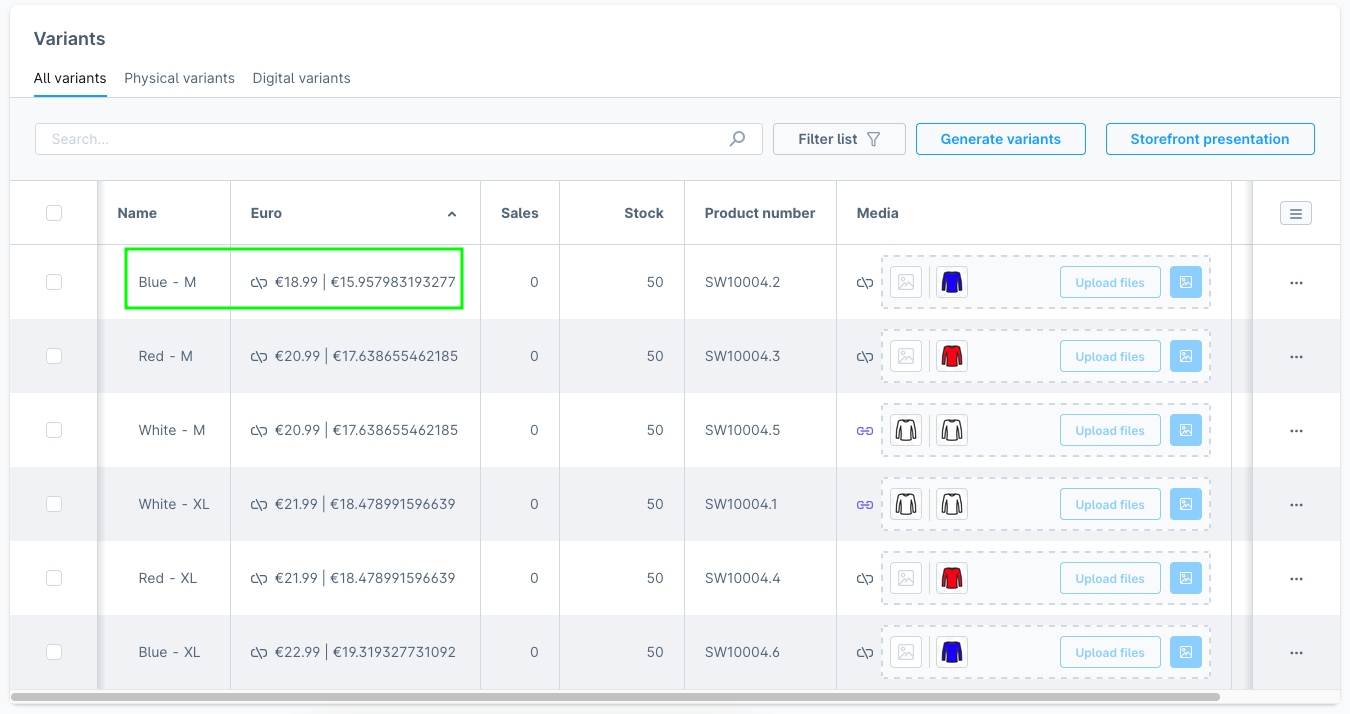 Variants
All variants Physical variants Digital variants
Search... Filter list Generate variants Storefront presentation
Name Euro Sales Stock Product number Media
Blue - M €18.99 | €15.957983193277 0 50 SW10004.2 Upload files ...
Red - M €20.99 | €17.638655462185 0 50 SW10004.3 Upload files ...
White - M €20.99 | €17.638655462185 0 50 SW10004.5 Upload files ...
White - XL €21.99 | €18.478991596639 0 50 SW10004.1 Upload files ...
Red - XL €21.99 | €18.478991596639 0 50 SW10004.4 Upload files ...
Blue - XL €22.99 | €19.319327731092 0 50 SW10004.6 Upload files ...